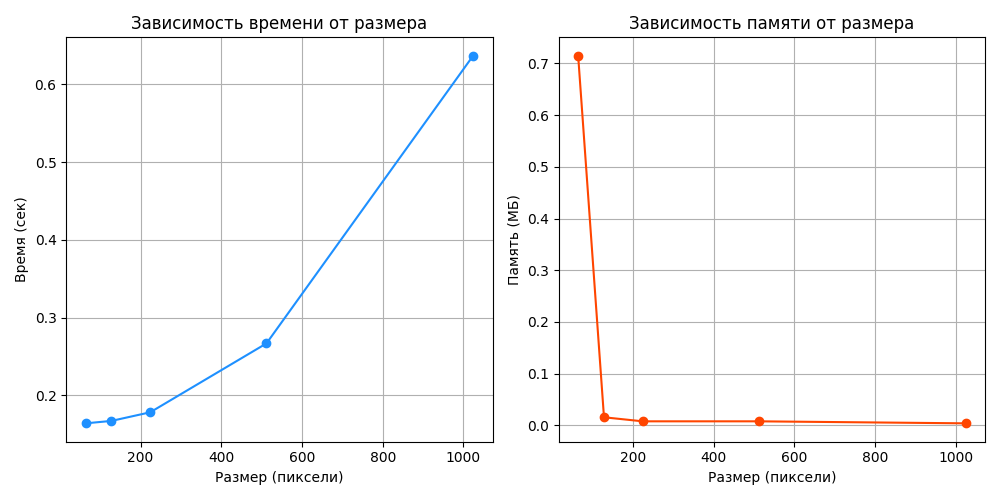 Зависимость времени от размера
0.6
0.5
0.4
0.3
0.2
Время (сек)
200 400 600 800 1000
Размер (пиксели)
Зависимость памяти от размера
0.7
0.6
0.5
0.4
0.3
0.2
0.1
0.0
Память (МБ)
200 400 600 800 1000
Размер (пиксели)